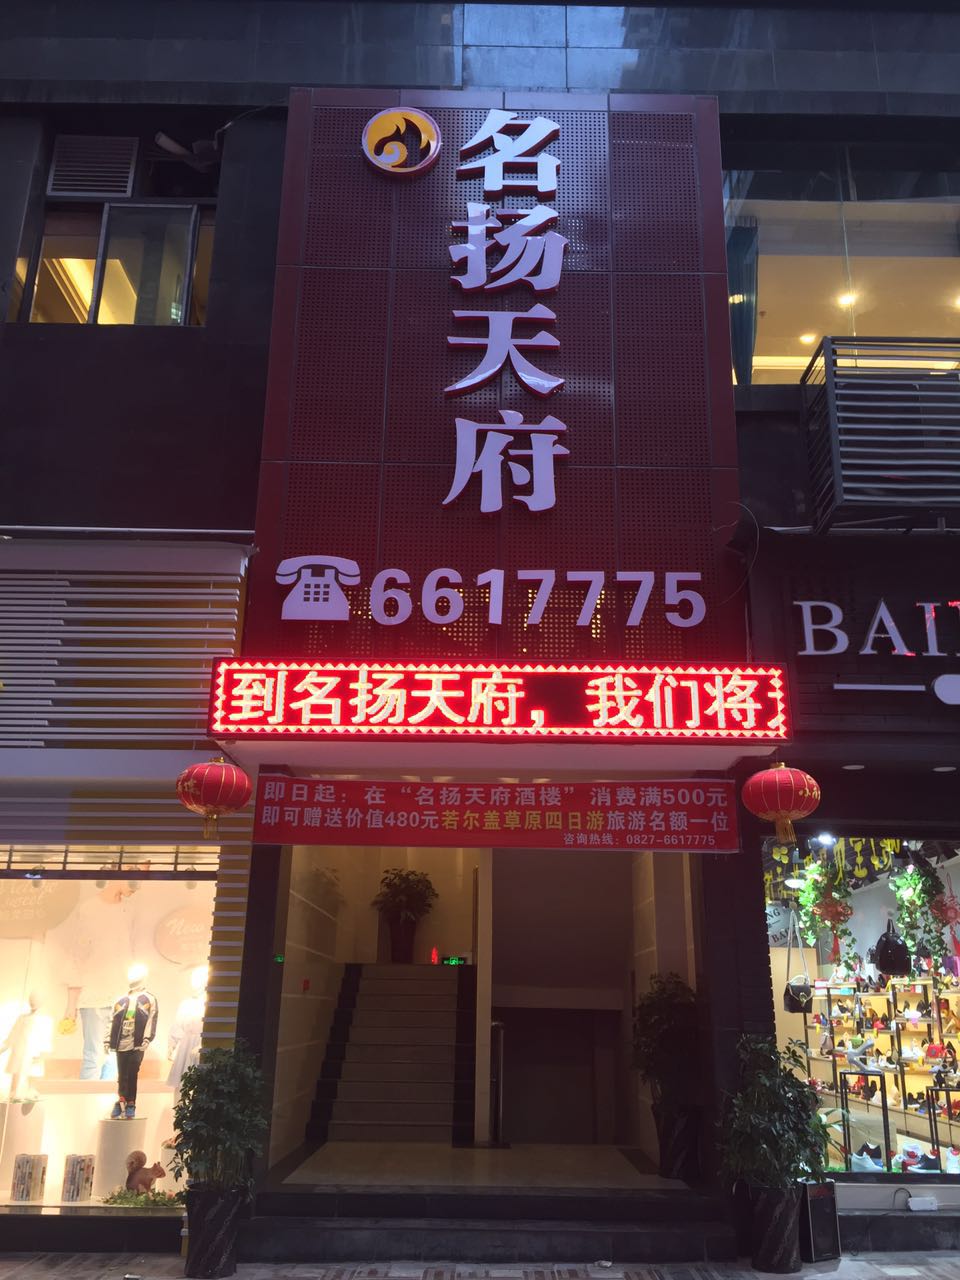 名扬天府
6617775
到名扬天府，我们将
即日起：在“名扬天府酒楼”消费满500元
即可赠送价值480元若尔盖草原四日游旅游名额一位
咨询热线：0827-6617775
BAI